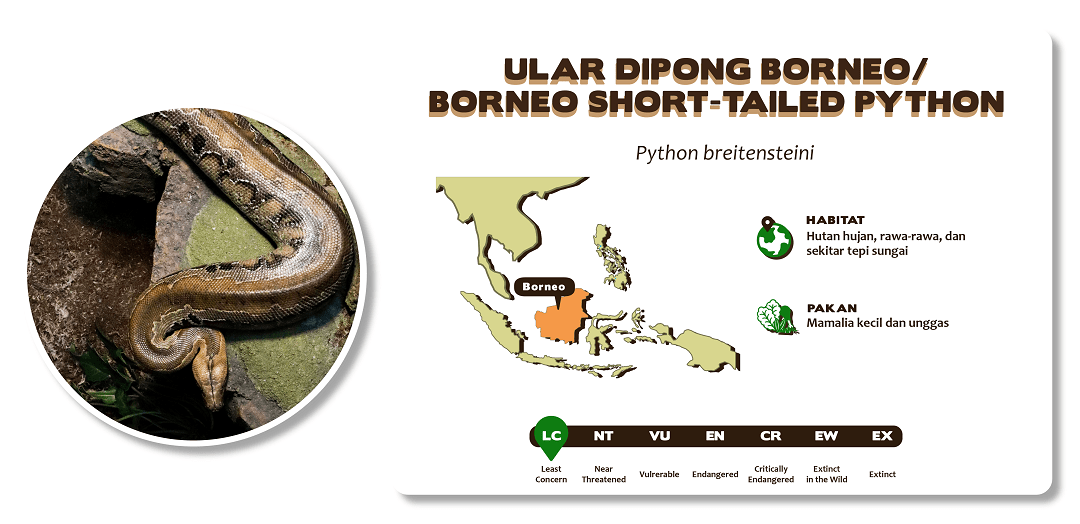 ULAR DIPONG BORNEO/
BORNEO SHORT-TAILED PYTHON
Python breitensteini
HABITAT
Hutan hujan, rawa-rawa, dan
sekitar tepi sungai
Borneo
PAKAN
Mamalia kecil dan unggas
LC NT VU EN CR EW EX
Least Concern
Near Threatened
Vulrerable
Endangered
Critically Endangered
Extinct in the Wild
Extinct